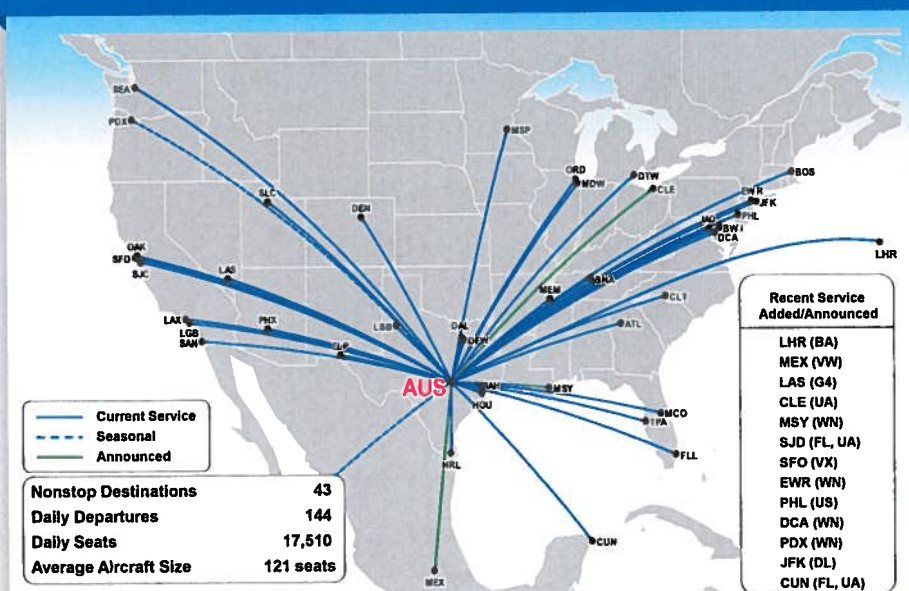 SEA
PDX
SLC
DEN
MSP
ORD
MDW
DTW
CLE
BOS
EWR
JFK
PHL
IAD
BWI
DCA
LHR
OAK
SFO
SJC
LAS
LAX
LGB
SAN
PHX
ELP
LBB
DAL
DFW
MEM
BNA
CLT
ATL
AUS
IAH
HOU
MSY
MCO
TPA
FLL
HRL
CUN
MEX
Current Service
Seasonal
Announced
Nonstop Destinations 43
Daily Departures 144
Daily Seats 17,510
Average Aircraft Size 121 seats
Recent Service
Added/Announced
LHR (BA)
MEX (VW)
LAS (G4)
CLE (UA)
MSY (WN)
SJD (FL, UA)
SFO (VX)
EWR (WN)
PHL (US)
DCA (WN)
PDX (WN)
JFK (DL)
CUN (FL, UA)